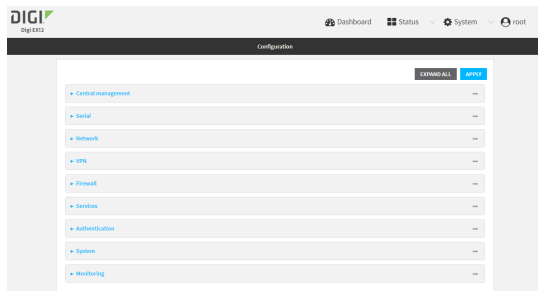 DIGI
Digi EX12
Dashboard
Status
System
root
Configuration
EXPAND ALL
APPLY
Central management
Serial
Network
VPN
Firewall
Services
Authentication
System
Monitoring